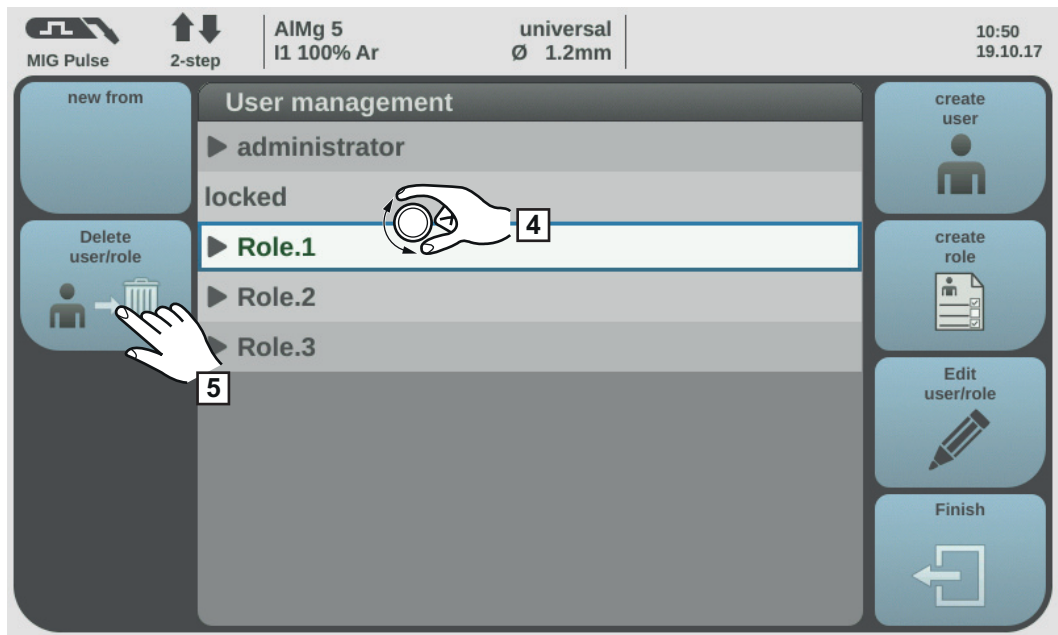 MIG Pulse
2-step
AlMg 5
I1 100% Ar
universal
Ø 1.2mm
10:50
19.10.17
new from
Delete
user/role
5
User management
administrator
locked
4
Role.1
Role.2
Role.3
create
user
create
role
Edit
user/role
Finish